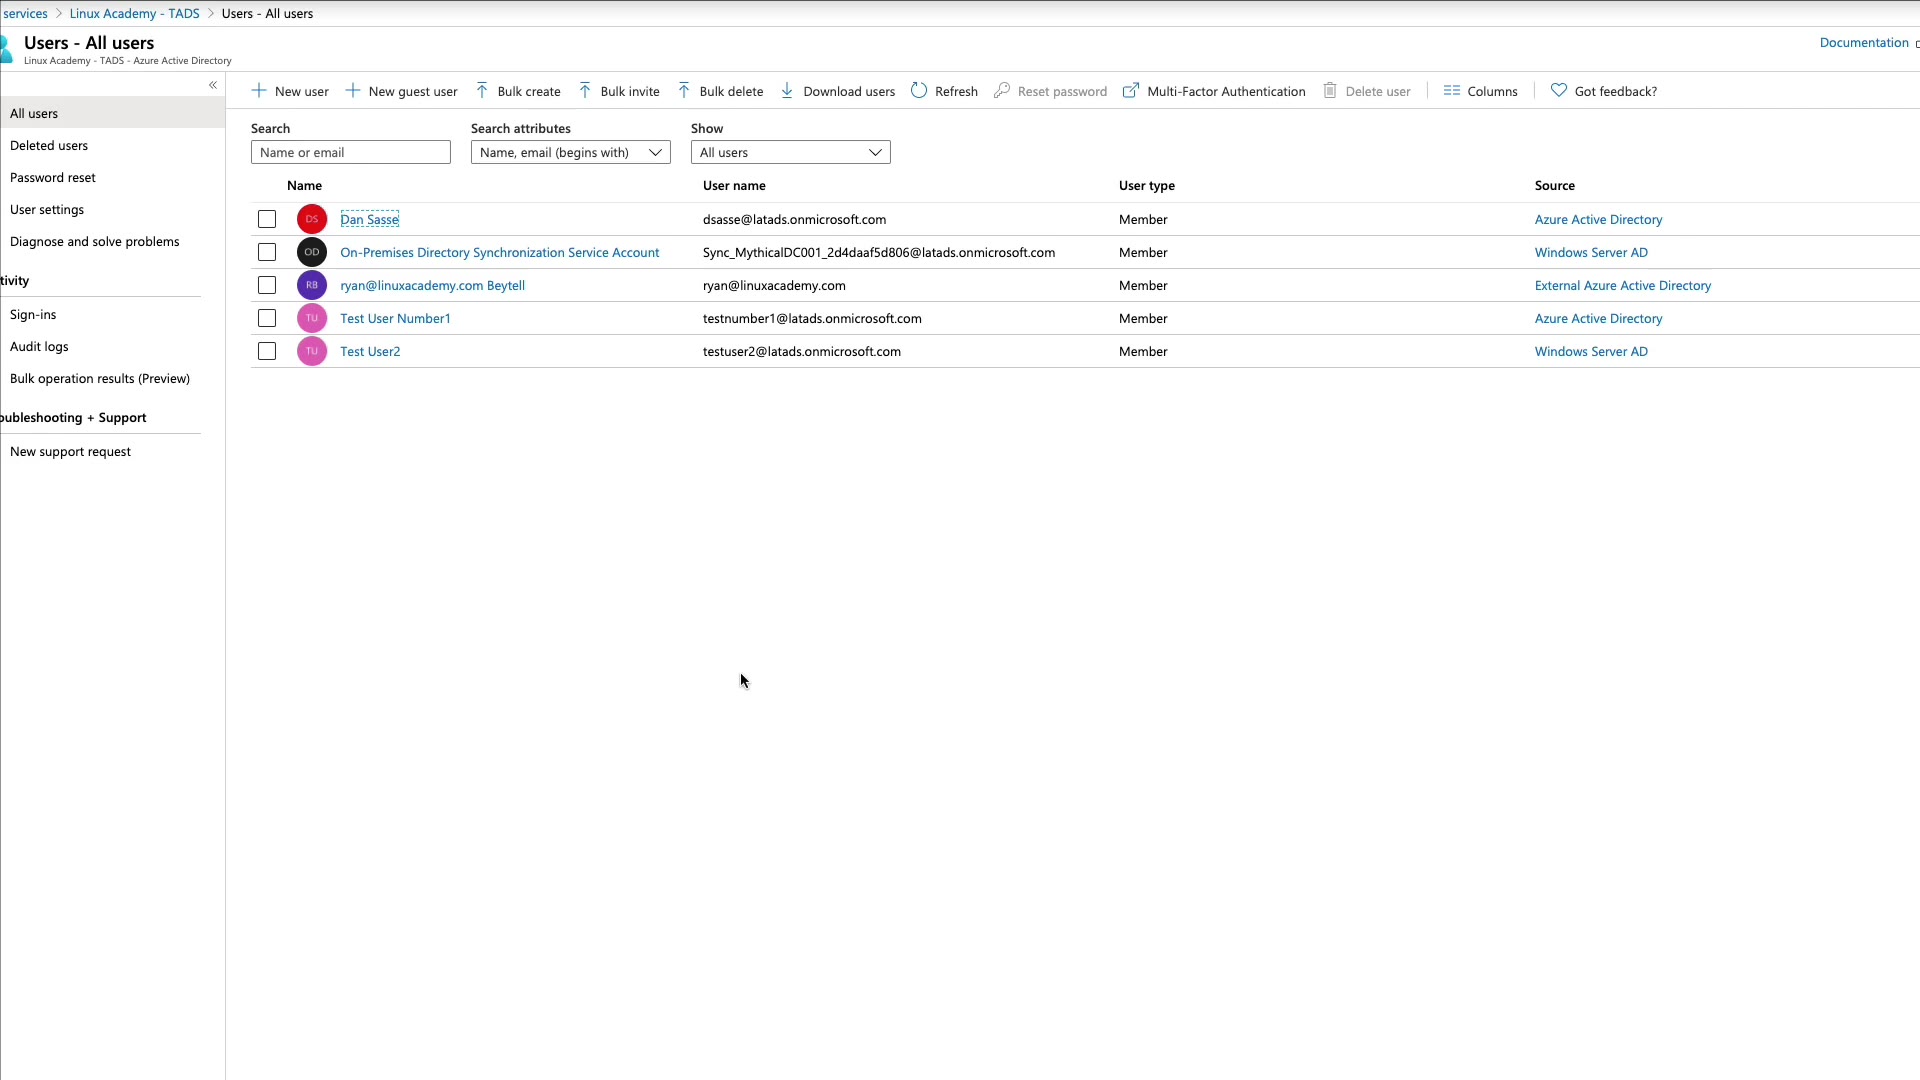 services > Linux Academy - TADS > Users - All users
Users - All users
Linux Academy - TADS - Azure Active Directory
Documentation
«
All users
Deleted users
Password reset
User settings
Diagnose and solve problems
tivity
Sign-ins
Audit logs
Bulk operation results (Preview)
oubleshooting + Support
New support request
New user New guest user Bulk create Bulk invite Bulk delete Download users Refresh Reset password Multi-Factor Authentication Delete user Columns Got feedback?
Search Search attributes Show
Name or email Name, email (begins with) All users
Name User name User type Source
DS Dan Sasse dsasse@latads.onmicrosoft.com Member Azure Active Directory
OD On-Premises Directory Synchronization Service Account Sync_MythicalDC001_2d4daaf5d806@latads.onmicrosoft.com Member Windows Server AD
RB ryan@linuxacademy.com Beytell ryan@linuxacademy.com Member External Azure Active Directory
TU Test User Number1 testnumber1@latads.onmicrosoft.com Member Azure Active Directory
TU Test User2 testuser2@latads.onmicrosoft.com Member Windows Server AD